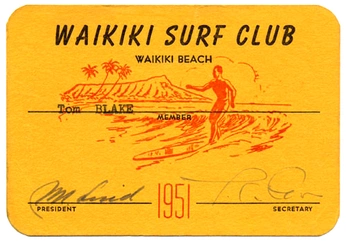 WAIKIKI SURF CLUB
WAIKIKI BEACH
Tom BLAKE
MEMBER
1951
PRESIDENT
SECRETARY